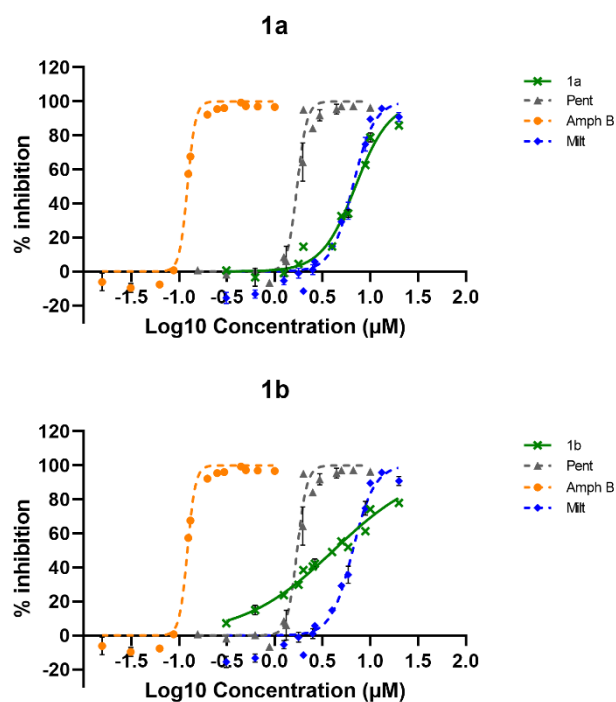 1a
120
100
80
60
40
20
0
-20
% inhibition
-1.5 -1.0 -0.5 0.0 0.5 1.0 1.5 2.0
Log10 Concentration (µM)
1a
Pent
Amph B
Milt
1b
120
100
80
60
40
20
0
-20
% inhibition
-1.5 -1.0 -0.5 0.0 0.5 1.0 1.5 2.0
Log10 Concentration (µM)
1b
Pent
Amph B
Milt